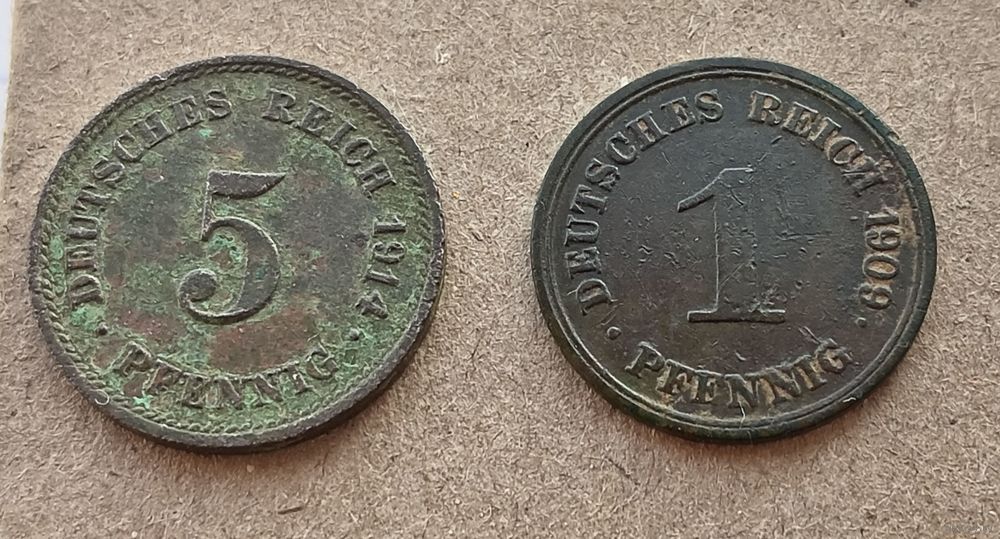 DEUTSCHES REICH 1914
5
PFENNIG
DEUTSCHES REICH 1909
1
PFENNIG